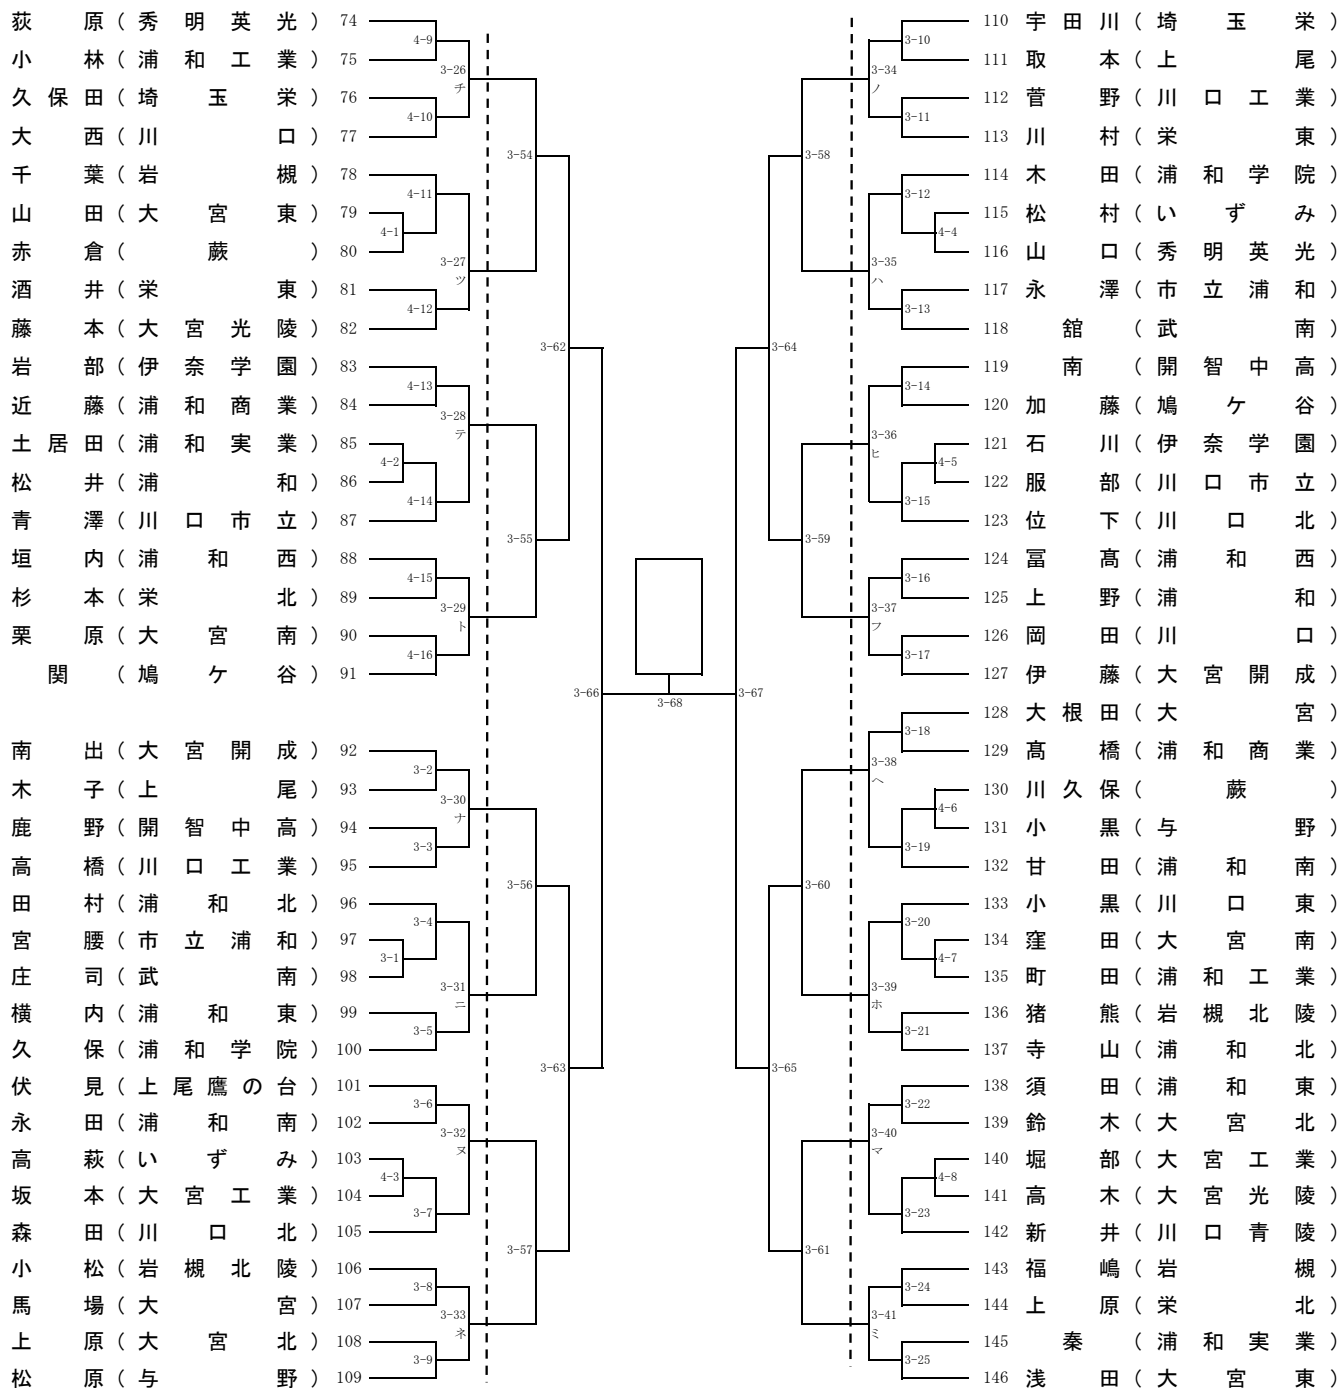 荻原（秀明英光）74
4-9
小林（浦和工業）75
3-26
チ
久保田（埼玉栄）76
4-10
大西（川口）77
3-54
千葉（岩槻）78
4-11
山田（大宮東）79
4-1
赤倉（蕨）80
3-27
ツ
酒井（栄東）81
4-12
藤本（大宮光陵）82
3-62
岩部（伊奈学園）83
4-13
近藤（浦和商業）84
3-28
テ
土居田（浦和実業）85
4-2
松井（浦和）86
4-14
青澤（川口市立）87
3-55
垣内（浦和西）88
4-15
杉本（栄北）89
3-29
ト
栗原（大宮南）90
4-16
関（鳩ケ谷）91
3-66
3-68
南出（大宮開成）92
3-2
木子（上尾）93
3-30
ナ
鹿野（開智中高）94
3-3
高橋（川口工業）95
3-56
田村（浦和北）96
3-4
宮腰（市立浦和）97
3-1
庄司（武南）98
3-31
ニ
横内（浦和東）99
3-5
久保（浦和学院）100
3-63
伏見（上尾鷹の台）101
3-6
永田（浦和南）102
3-32
ヌ
高萩（いずみ）103
4-3
坂本（大宮工業）104
3-7
森田（川口北）105
3-57
小松（岩槻北陵）106
3-8
馬場（大宮）107
3-33
ネ
上原（大宮北）108
3-9
松原（与野）109
110 宇田川（埼玉栄）
3-10
111 取本（上尾）
3-34
ノ
112 菅野（川口工業）
3-11
113 川村（栄東）
3-58
114 木田（浦和学院）
3-12
115 松村（いずみ）
4-4
116 山口（秀明英光）
3-35
ハ
117 永澤（市立浦和）
3-13
118 舘（武南）
3-64
119 南（開智中高）
3-14
120 加藤（鳩ケ谷）
3-36
ヒ
121 石川（伊奈学園）
4-5
122 服部（川口市立）
3-15
123 位下（川口北）
3-59
124 冨髙（浦和西）
3-16
125 上野（浦和）
3-37
フ
126 岡田（川口）
3-17
127 伊藤（大宮開成）
3-67
128 大根田（大宮）
3-18
129 髙橋（浦和商業）
3-38
ヘ
130 川久保（蕨）
4-6
131 小黒（与野）
3-19
132 甘田（浦和南）
3-60
133 小黒（川口東）
3-20
134 窪田（大宮南）
4-7
135 町田（浦和工業）
3-39
ホ
136 猪熊（岩槻北陵）
3-21
137 寺山（浦和北）
3-65
138 須田（浦和東）
3-22
139 鈴木（大宮北）
3-40
マ
140 堀部（大宮工業）
4-8
141 高木（大宮光陵）
3-23
142 新井（川口青陵）
3-61
143 福嶋（岩槻）
3-24
144 上原（栄北）
3-41
ミ
145 秦（浦和実業）
3-25
146 浅田（大宮東）